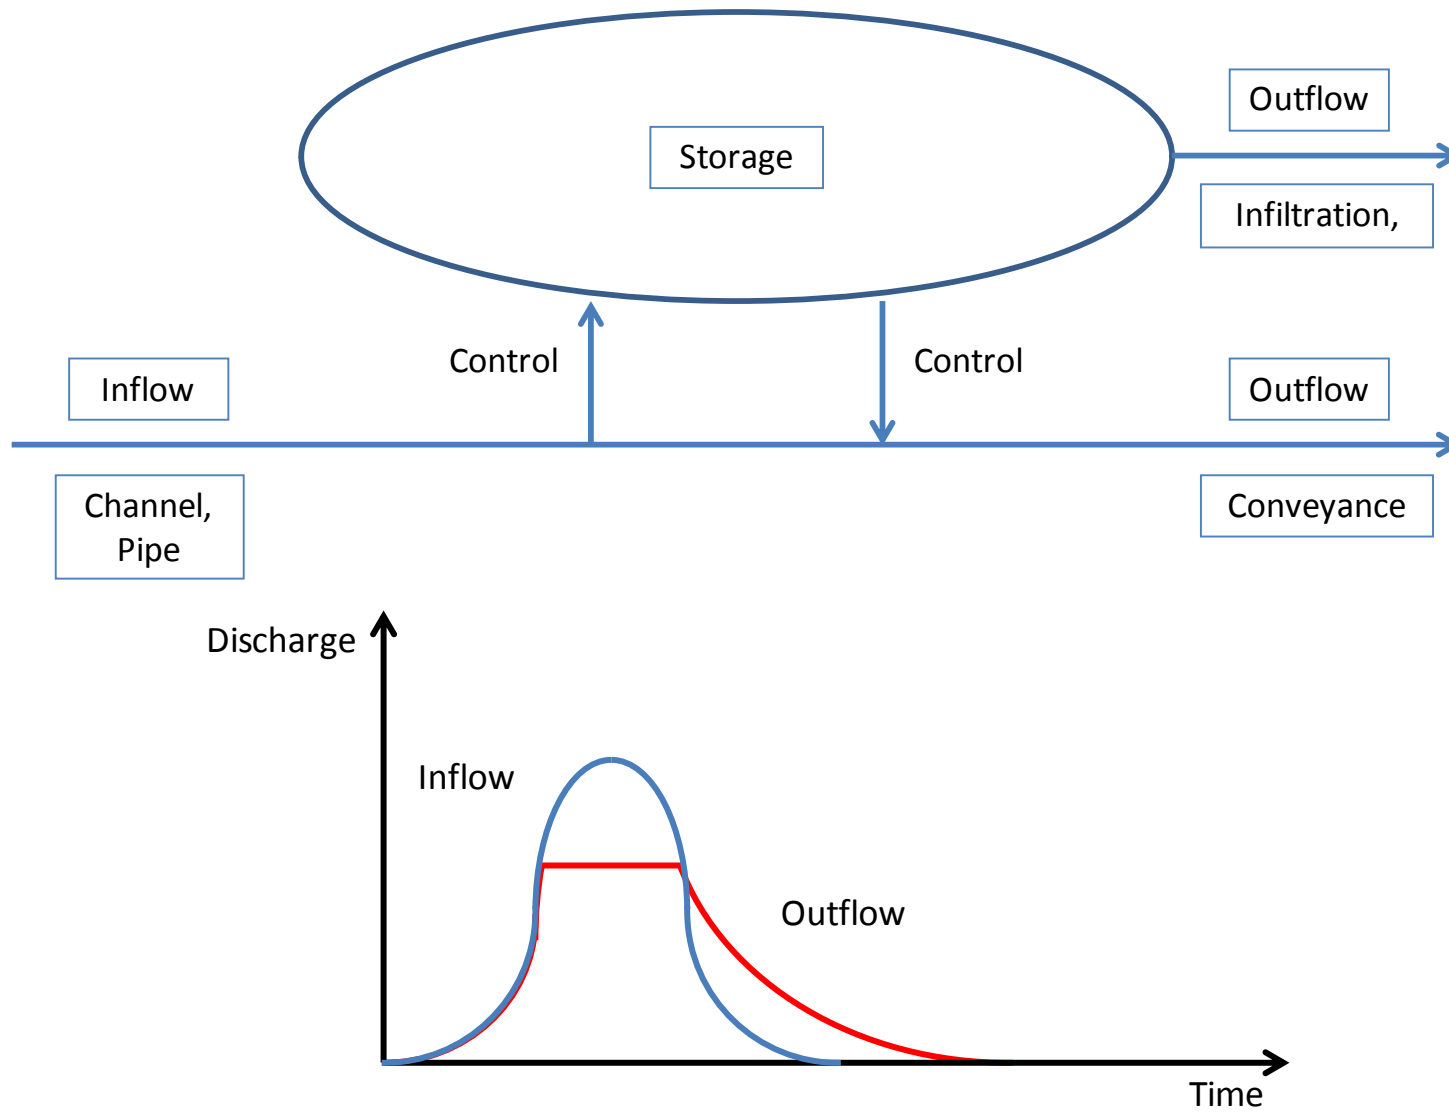 Outflow
Storage
Infiltration,
Control
Control
Inflow
Outflow
Channel,
Pipe
Conveyance
Discharge
Inflow
Outflow
Time